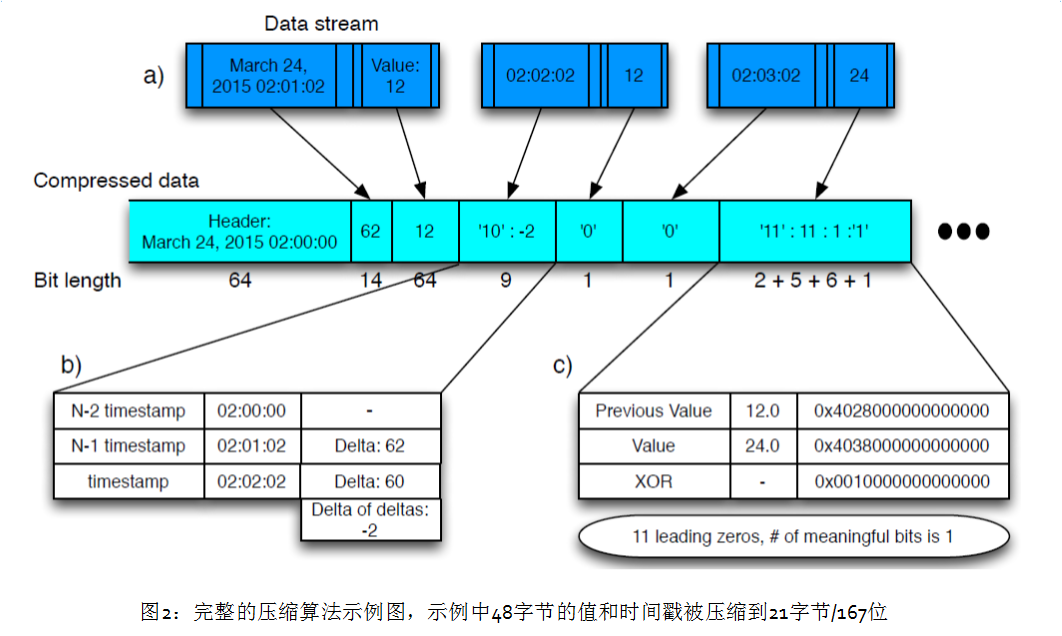 Data stream
a)
March 24,
2015 02:01:02
Value:
12
02:02:02
12
02:03:02
24
Compressed data
Header:
March 24, 2015 02:00:00
62
12
'10' : -2
'0'
'0'
'11' : 11 : 1 :'1'
Bit length
64
14
64
9
1
1
2 + 5 + 6 + 1
b)
N-2 timestamp 02:00:00 -
N-1 timestamp 02:01:02 Delta: 62
timestamp 02:02:02 Delta: 60
Delta of deltas:
-2
c)
Previous Value 12.0 0x4028000000000000
Value 24.0 0x4038000000000000
XOR - 0x0010000000000000
11 leading zeros, # of meaningful bits is 1
图2：完整的压缩算法示例图，示例中48字节的值和时间戳被压缩到21字节/167位